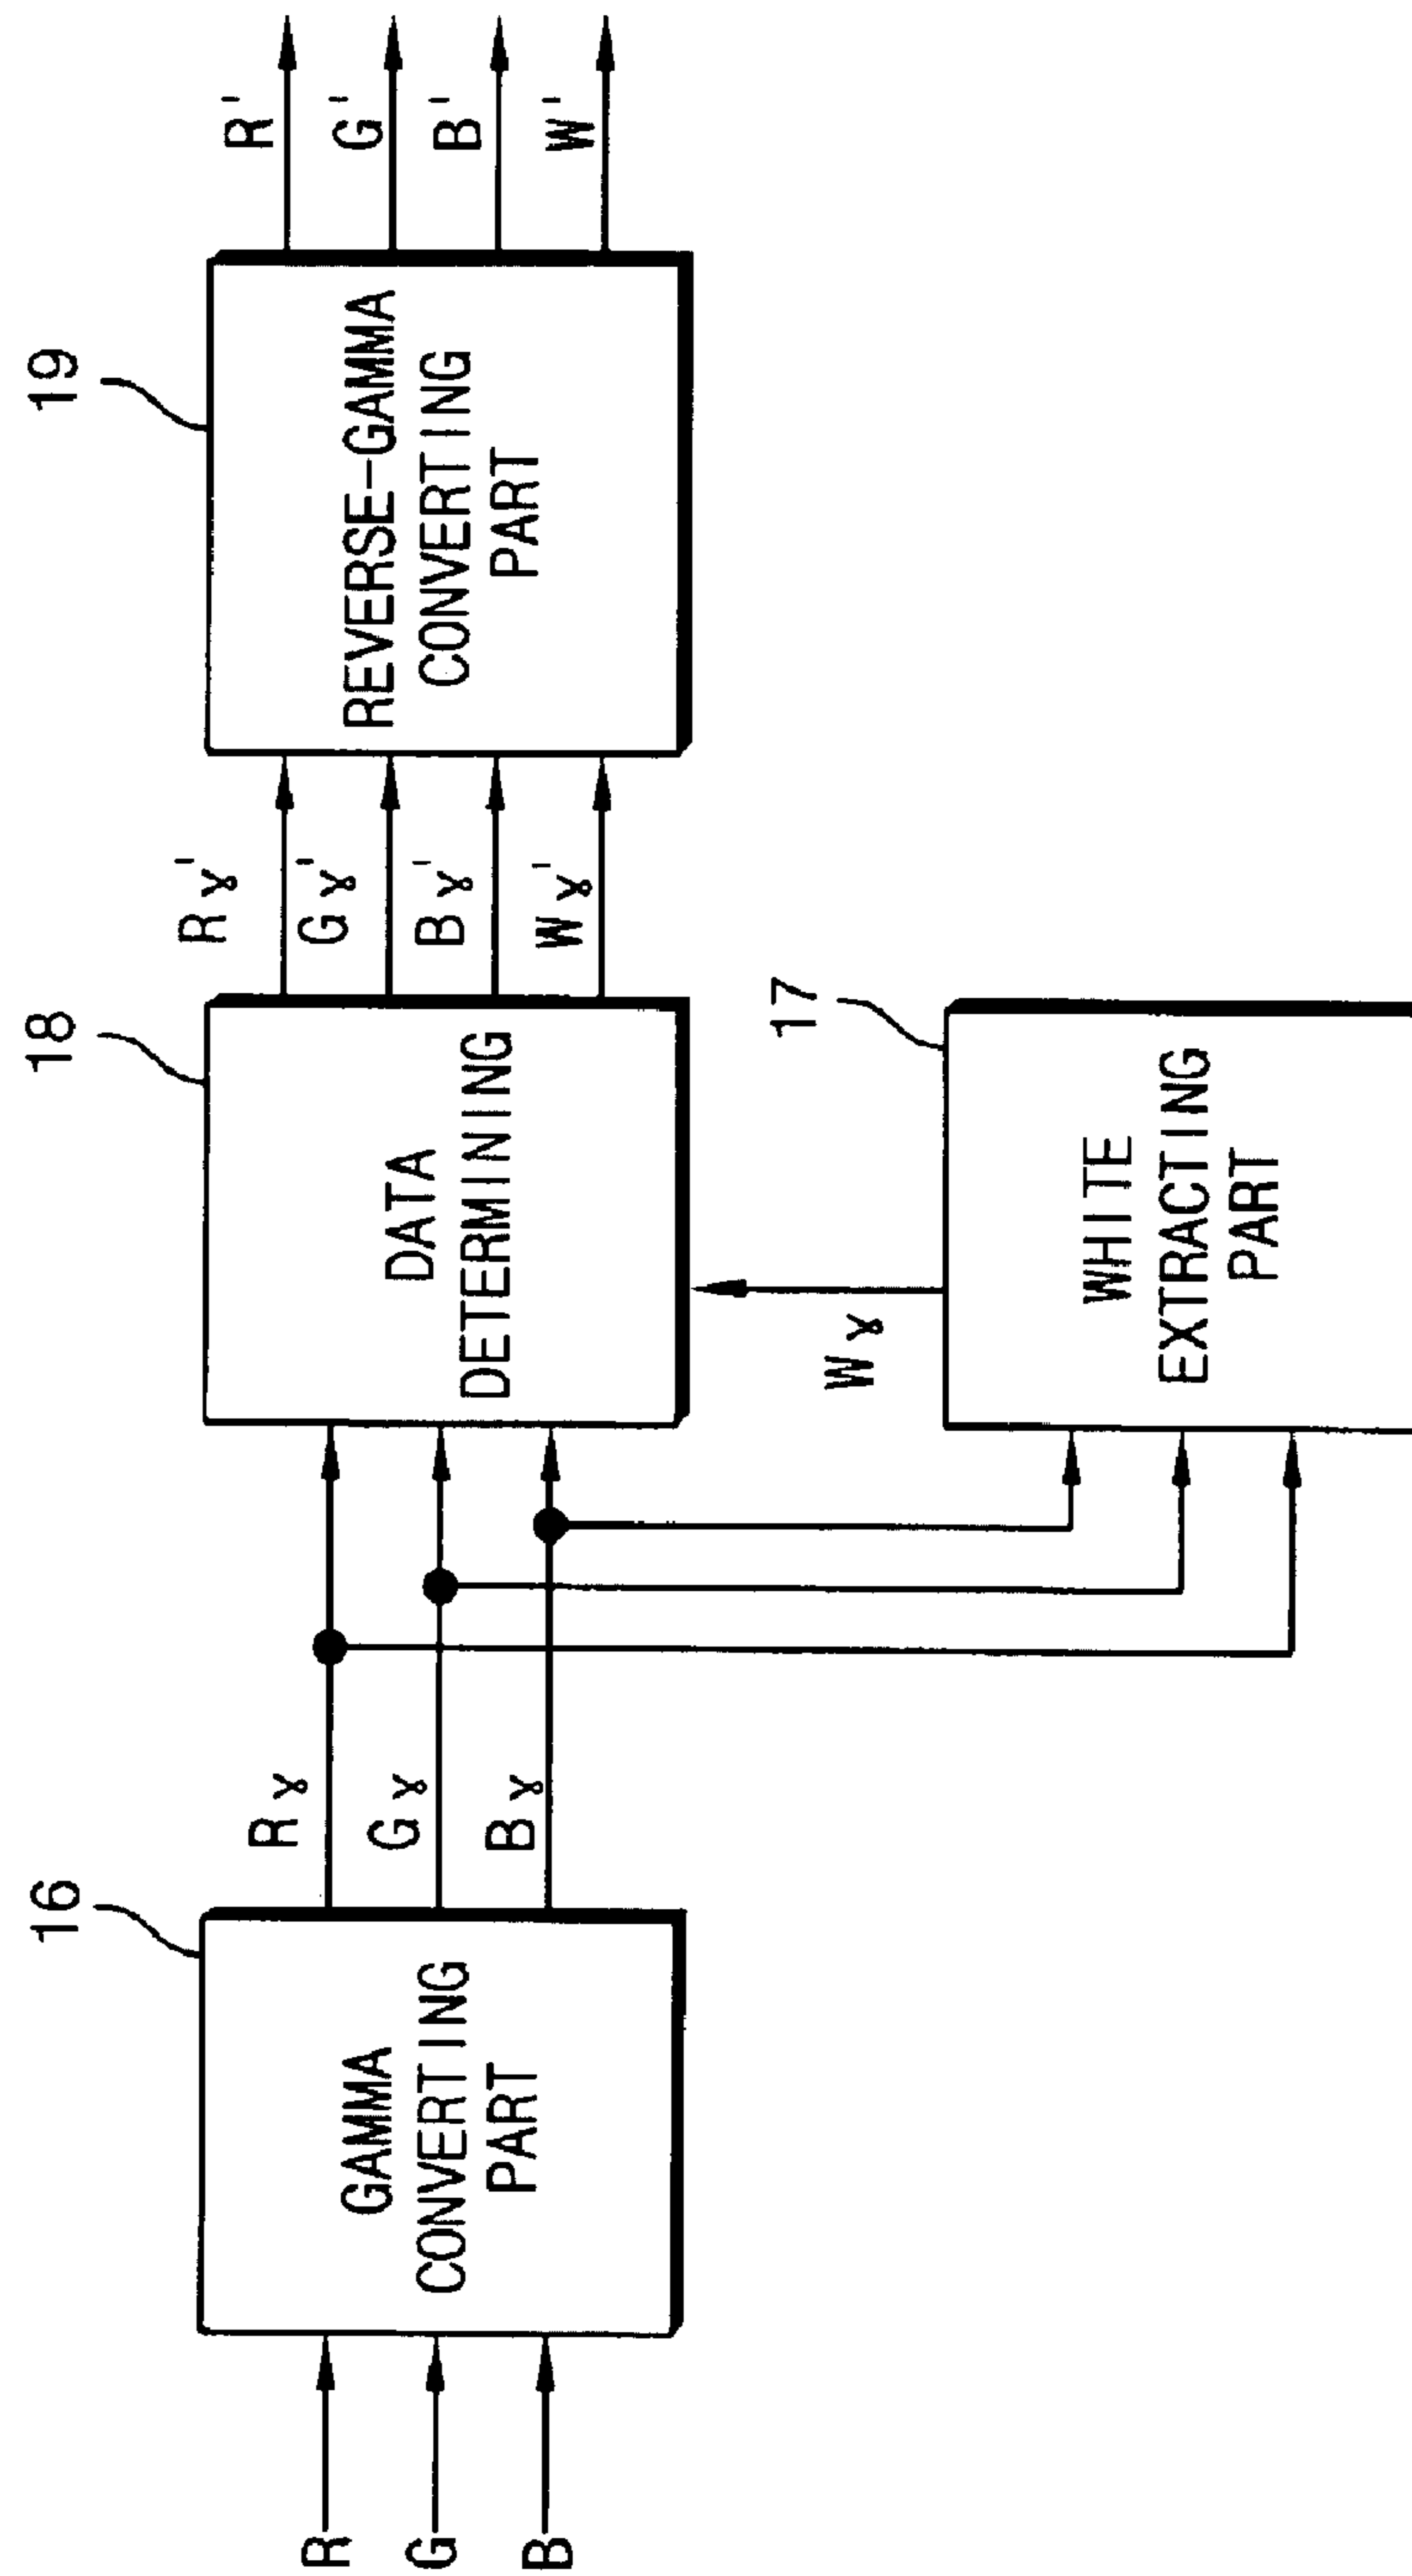 R
G
B
16
GAMMA
CONVERTING
PART
Rγ
Gγ
Bγ
18
DATA
DETERMINING
Wγ
17
WHITE
EXTRACTING
PART
Rγ'
Gγ'
Bγ'
Wγ'
19
REVERSE-GAMMA
CONVERTING
PART
R'
G'
B'
W'